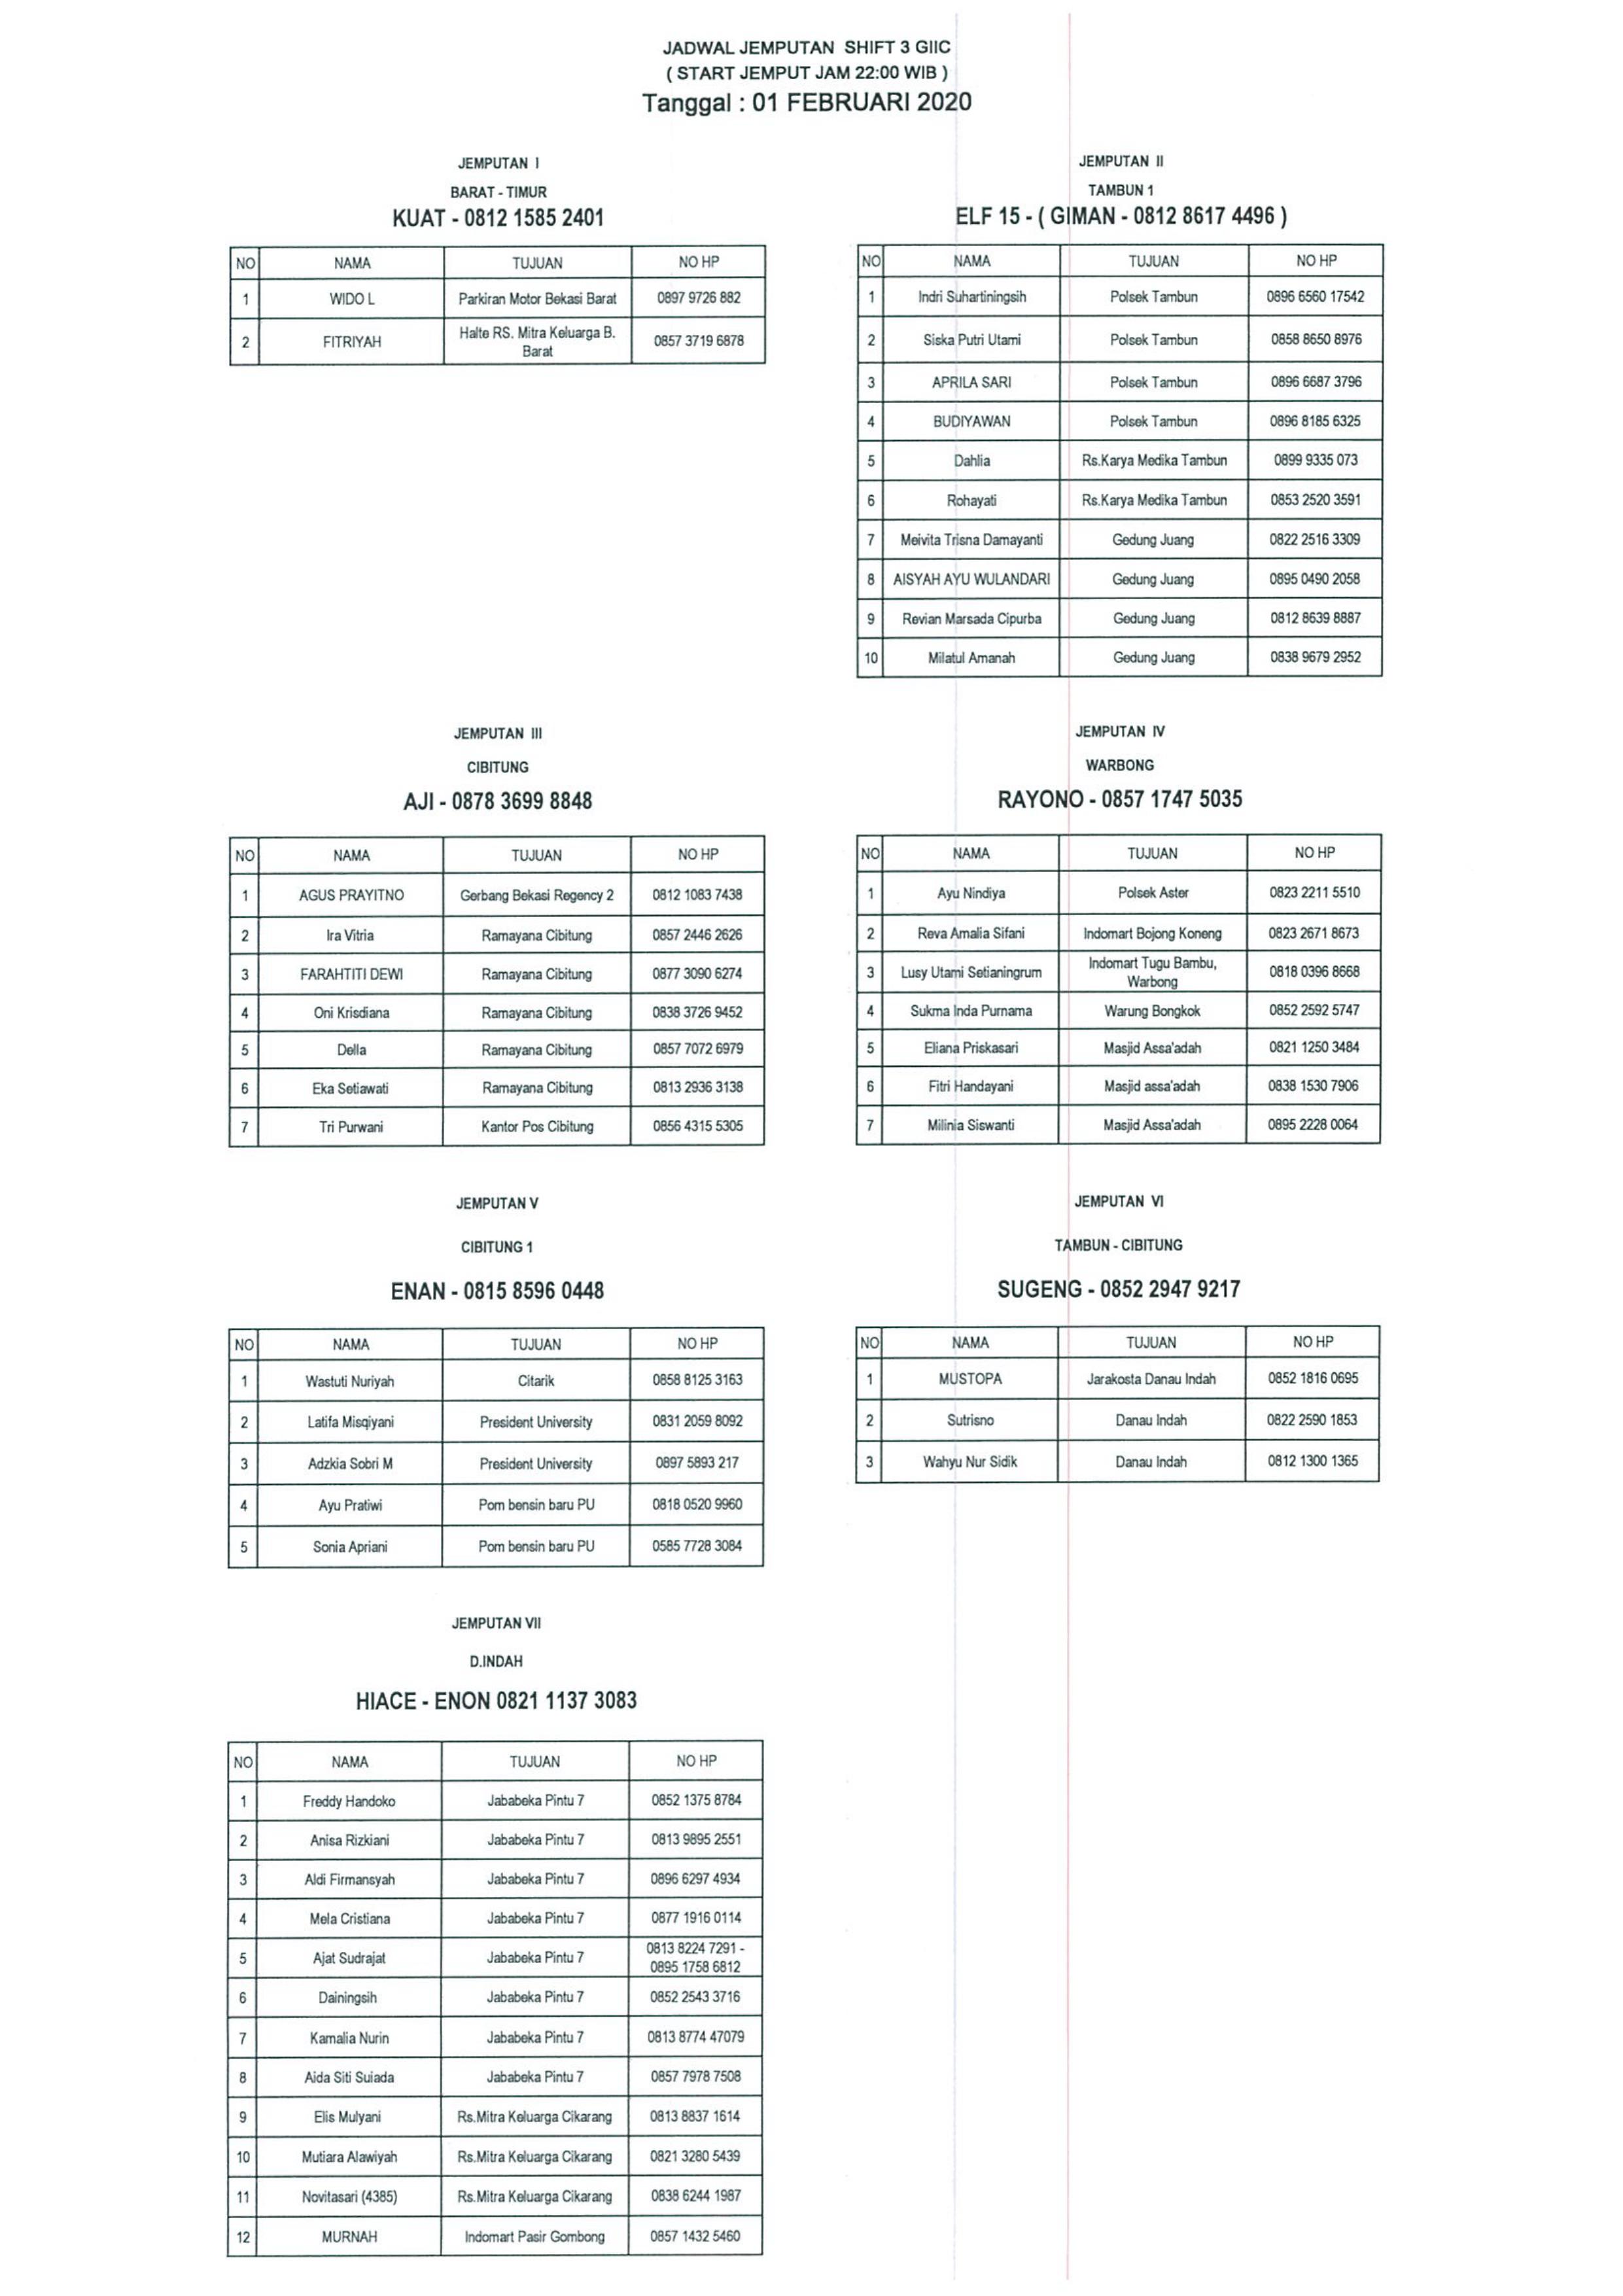 JADWAL JEMPUTAN SHIFT 3 GIIC
( START JEMPUT JAM 22:00 WIB )
Tanggal : 01 FEBRUARI 2020
JEMPUTAN I
BARAT - TIMUR
KUAT - 0812 1585 2401
NO NAMA TUJUAN NO HP
1 WIDO L Parkiran Motor Bekasi Barat 0897 9726 882
2 FITRIYAH Halte RS. Mitra Keluarga B. Barat 0857 3719 6878
JEMPUTAN II
TAMBUN 1
ELF 15 - ( GIMAN - 0812 8617 4496 )
NO NAMA TUJUAN NO HP
1 Indri Suhartiningsih Polsek Tambun 0896 6560 17542
2 Siska Putri Utami Polsek Tambun 0858 8650 8976
3 APRILA SARI Polsek Tambun 0896 6687 3796
4 BUDIYAWAN Polsek Tambun 0896 8185 6325
5 Dahlia Rs.Karya Medika Tambun 0899 9335 073
6 Rohayati Rs.Karya Medika Tambun 0853 2520 3591
7 Meivita Trisna Damayanti Gedung Juang 0822 2516 3309
8 AISYAH AYU WULANDARI Gedung Juang 0895 0490 2058
9 Revian Marsada Cipurba Gedung Juang 0812 8639 8887
10 Milatul Amanah Gedung Juang 0838 9679 2952
JEMPUTAN III
CIBITUNG
AJI - 0878 3699 8848
NO NAMA TUJUAN NO HP
1 AGUS PRAYITNO Gerbang Bekasi Regency 2 0812 1083 7438
2 Ira Vitria Ramayana Cibitung 0857 2446 2626
3 FARAHTITI DEWI Ramayana Cibitung 0877 3090 6274
4 Oni Krisdiana Ramayana Cibitung 0838 3726 9452
5 Della Ramayana Cibitung 0857 7072 6979
6 Eka Setiawati Ramayana Cibitung 0813 2936 3138
7 Tri Purwani Kantor Pos Cibitung 0856 4315 5305
JEMPUTAN IV
WARBONG
RAYONO - 0857 1747 5035
NO NAMA TUJUAN NO HP
1 Ayu Nindiya Polsek Aster 0823 2211 5510
2 Reva Amalia Sifani Indomart Bojong Koneng 0823 2671 8673
3 Lusy Utami Setianingrum Indomart Tugu Bambu, Warbong 0818 0396 8668
4 Sukma Inda Purnama Warung Bongkok 0852 2592 5747
5 Eliana Priskasari Masjid Assa'adah 0821 1250 3484
6 Fitri Handayani Masjid assa'adah 0838 1530 7906
7 Milinia Siswanti Masjid Assa'adah 0895 2228 0064
JEMPUTAN V
CIBITUNG 1
ENAN - 0815 8596 0448
NO NAMA TUJUAN NO HP
1 Wastuti Nuriyah Citarik 0858 8125 3163
2 Latifa Misqiyani President University 0831 2059 8092
3 Adzkia Sobri M President University 0897 5893 217
4 Ayu Pratiwi Pom bensin baru PU 0818 0520 9960
5 Sonia Apriani Pom bensin baru PU 0585 7728 3084
JEMPUTAN VI
TAMBUN - CIBITUNG
SUGENG - 0852 2947 9217
NO NAMA TUJUAN NO HP
1 MUSTOPA Jarakosta Danau Indah 0852 1816 0695
2 Sutrisno Danau Indah 0822 2590 1853
3 Wahyu Nur Sidik Danau Indah 0812 1300 1365
JEMPUTAN VII
D.INDAH
HIACE - ENON 0821 1137 3083
NO NAMA TUJUAN NO HP
1 Freddy Handoko Jababeka Pintu 7 0852 1375 8784
2 Anisa Rizkiani Jababeka Pintu 7 0813 9895 2551
3 Aldi Firmansyah Jababeka Pintu 7 0896 6297 4934
4 Mela Cristiana Jababeka Pintu 7 0877 1916 0114
5 Ajat Sudrajat Jababeka Pintu 7 0813 8224 7291 - 0895 1758 6812
6 Dainingsih Jababeka Pintu 7 0852 2543 3716
7 Kamalia Nurin Jababeka Pintu 7 0813 8774 47079
8 Aida Siti Suiada Jababeka Pintu 7 0857 7978 7508
9 Elis Mulyani Rs.Mitra Keluarga Cikarang 0813 8837 1614
10 Mutiara Alawiyah Rs.Mitra Keluarga Cikarang 0821 3280 5439
11 Novitasari (4385) Rs.Mitra Keluarga Cikarang 0838 6244 1987
12 MURNAH Indomart Pasir Gombong 0857 1432 5460